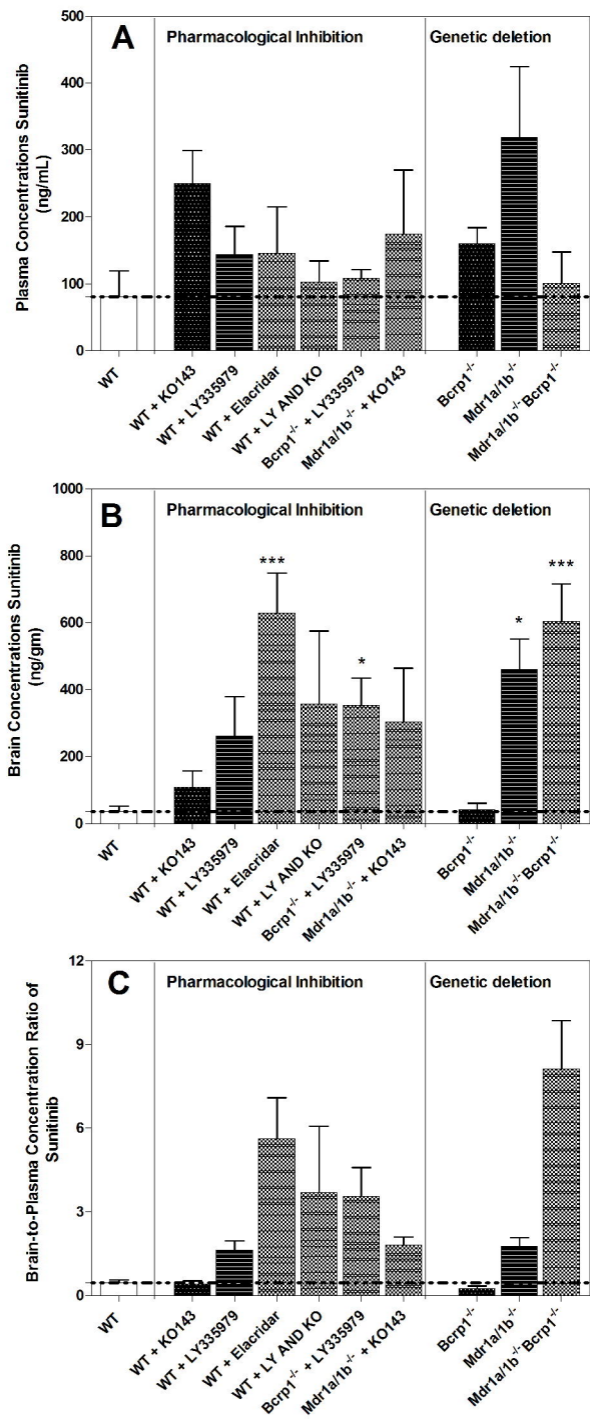 A
Pharmacological Inhibition
Genetic deletion
Plasma Concentrations Sunitinib
(ng/mL)
500
400
300
200
100
0
WT
WT + KO143
WT + LY335979
WT + Elacridar
WT + LY AND KO
Bcrp1-/- + LY335979
Mdr1a/1b-/- + KO143
Bcrp1-/-
Mdr1a/1b-/-
Mdr1a/1b-/-Bcrp1-/-
B
Pharmacological Inhibition
Genetic deletion
Brain Concentrations Sunitinib
(ng/gm)
1000
800
600
400
200
0
***
*
*
***
WT
WT + KO143
WT + LY335979
WT + Elacridar
WT + LY AND KO
Bcrp1-/- + LY335979
Mdr1a/1b-/- + KO143
Bcrp1-/-
Mdr1a/1b-/-
Mdr1a/1b-/-Bcrp1-/-
C
Pharmacological Inhibition
Genetic deletion
Brain-to-Plasma Concentration Ratio of
Sunitinib
12
9
6
3
0
WT
WT + KO143
WT + LY335979
WT + Elacridar
WT + LY AND KO
Bcrp1-/- + LY335979
Mdr1a/1b-/- + KO143
Bcrp1-/-
Mdr1a/1b-/-
Mdr1a/1b-/-Bcrp1-/-